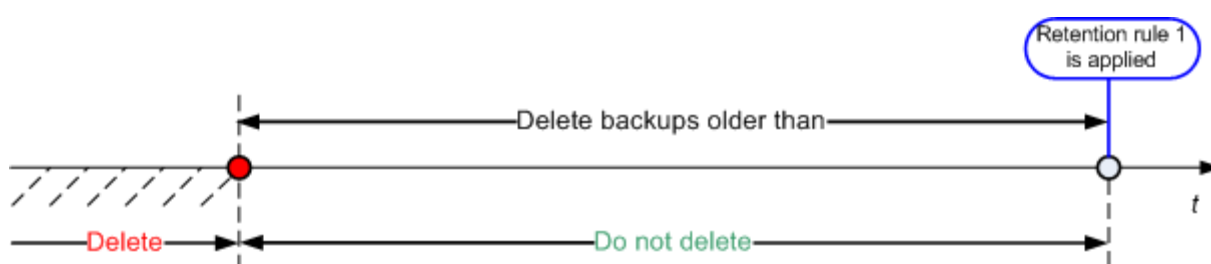 Retention rule 1
is applied
Delete backups older than
t
Delete
Do not delete